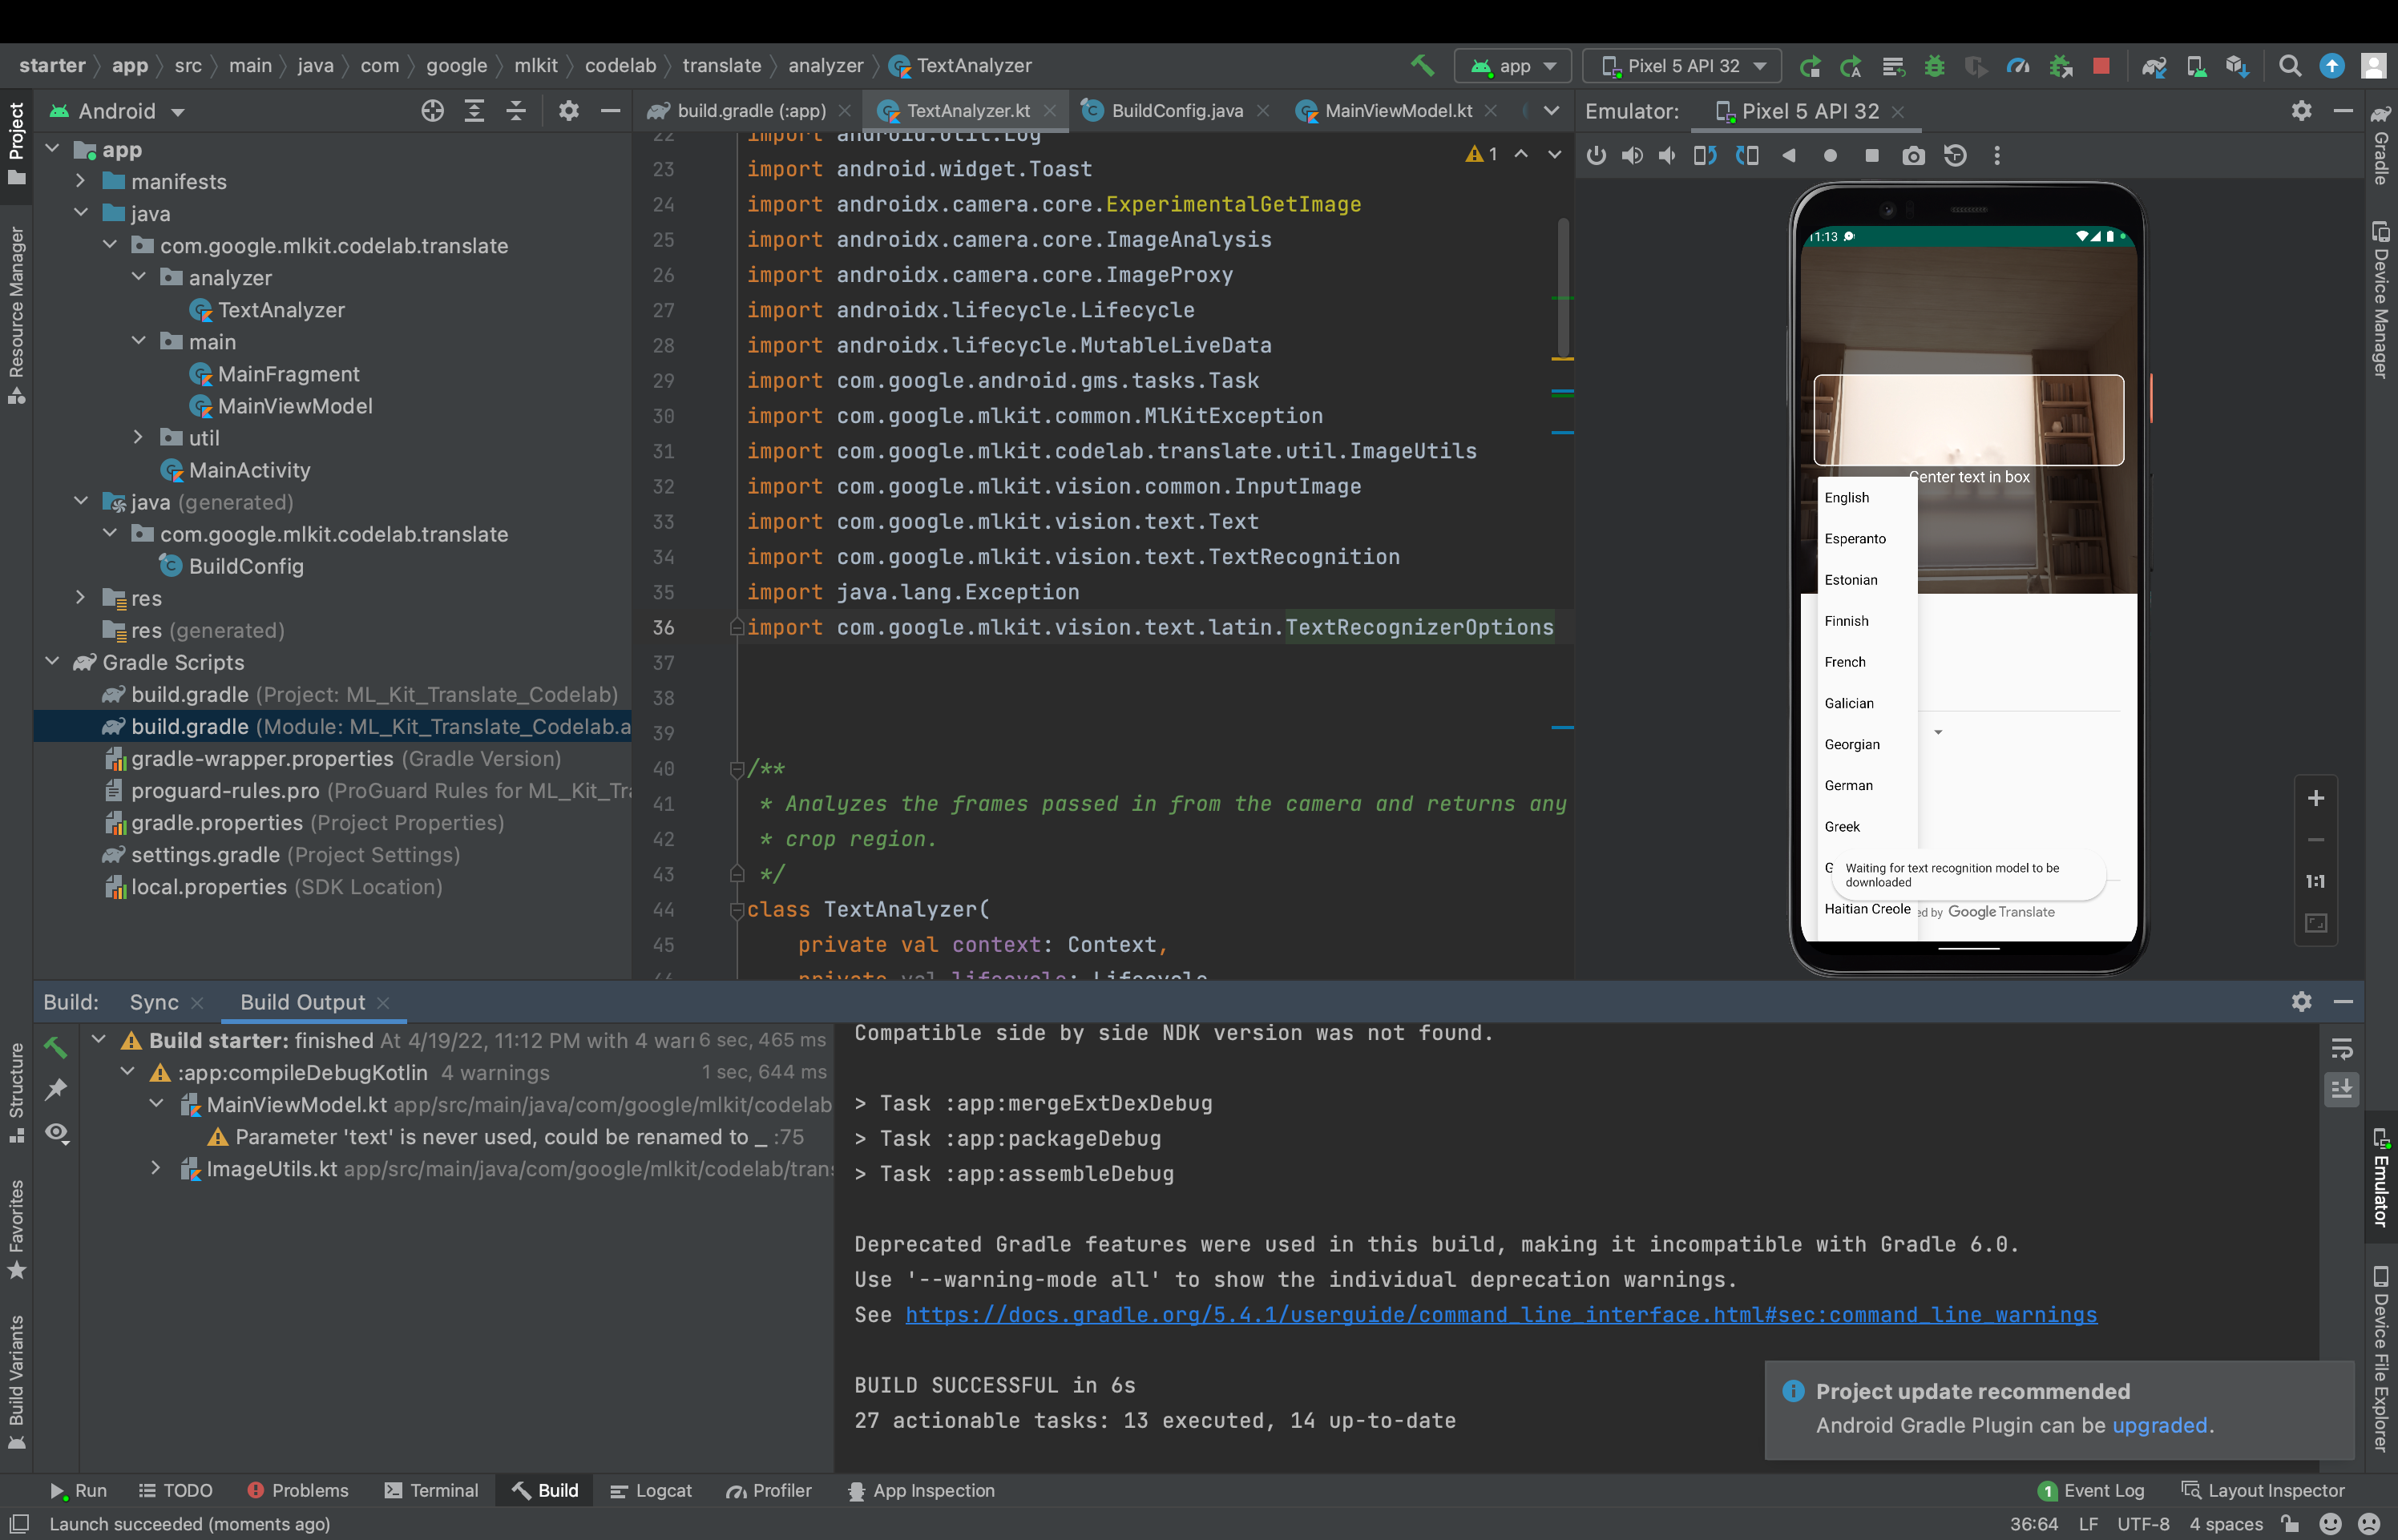 starter app src main java com google mlkit codelab translate analyzer TextAnalyzer
app Pixel 5 API 32
Project
Resource Manager
Structure
Favorites
Build Variants
Android
app
manifests
java
com.google.mlkit.codelab.translate
analyzer
TextAnalyzer
main
MainFragment
MainViewModel
util
MainActivity
java (generated)
com.google.mlkit.codelab.translate
BuildConfig
res
res (generated)
Gradle Scripts
build.gradle (Project: ML_Kit_Translate_Codelab)
build.gradle (Module: ML_Kit_Translate_Codelab.a
gradle-wrapper.properties (Gradle Version)
proguard-rules.pro (ProGuard Rules for ML_Kit_Tra
gradle.properties (Project Properties)
settings.gradle (Project Settings)
local.properties (SDK Location)
build.gradle (:app) TextAnalyzer.kt BuildConfig.java MainViewModel.kt
1
22 import android.util.Log
23 import android.widget.Toast
24 import androidx.camera.core.ExperimentalGetImage
25 import androidx.camera.core.ImageAnalysis
26 import androidx.camera.core.ImageProxy
27 import androidx.lifecycle.Lifecycle
28 import androidx.lifecycle.MutableLiveData
29 import com.google.android.gms.tasks.Task
30 import com.google.mlkit.common.MlKitException
31 import com.google.mlkit.codelab.translate.util.ImageUtils
32 import com.google.mlkit.vision.common.InputImage
33 import com.google.mlkit.vision.text.Text
34 import com.google.mlkit.vision.text.TextRecognition
35 import java.lang.Exception
36 import com.google.mlkit.vision.text.latin.TextRecognizerOptions
37
38
39
40 /**
41 * Analyzes the frames passed in from the camera and returns any
42 * crop region.
43 */
44 class TextAnalyzer(
45 private val context: Context,
46 private val lifecycle: Lifecycle
Emulator: Pixel 5 API 32
11:13
Center text in box
English
Esperanto
Estonian
Finnish
French
Galician
Georgian
German
Greek
G
Waiting for text recognition model to be
downloaded
Haitian Creole
ed by Google Translate
1:1
Gradle
Device Manager
Emulator
Device File Explorer
Build: Sync Build Output
Build starter: finished At 4/19/22, 11:12 PM with 4 warn 6 sec, 465 ms
:app:compileDebugKotlin 4 warnings 1 sec, 644 ms
MainViewModel.kt app/src/main/java/com/google/mlkit/codelab
Parameter 'text' is never used, could be renamed to _ :75
ImageUtils.kt app/src/main/java/com/google/mlkit/codelab/trans
Compatible side by side NDK version was not found.
> Task :app:mergeExtDexDebug
> Task :app:packageDebug
> Task :app:assembleDebug
Deprecated Gradle features were used in this build, making it incompatible with Gradle 6.0.
Use '--warning-mode all' to show the individual deprecation warnings.
See https://docs.gradle.org/5.4.1/userguide/command_line_interface.html#sec:command_line_warnings
BUILD SUCCESSFUL in 6s
27 actionable tasks: 13 executed, 14 up-to-date
Project update recommended
Android Gradle Plugin can be upgraded.
Run TODO Problems Terminal Build Logcat Profiler App Inspection
1 Event Log Layout Inspector
Launch succeeded (moments ago)
36:64 LF UTF-8 4 spaces